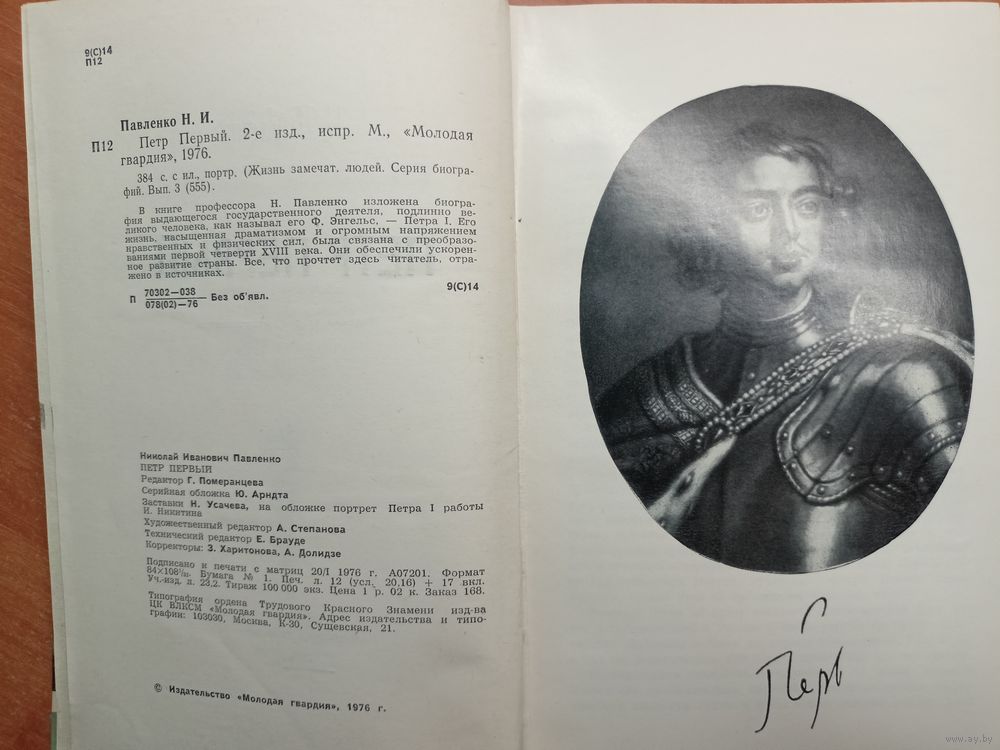 9(С)14
П12
Павленко Н. И.
П12 Петр Первый. 2-е изд., испр. М., «Молодая
гвардия», 1976.
384 с. с ил., портр. (Жизнь замечат. людей. Серия биогра-
фий. Вып. 3 (555).
В книге профессора Н. Павленко изложена биогра-
фия выдающегося государственного деятеля, подлинно ве-
ликого человека, как называл его Ф. Энгельс, — Петра I. Его
жизнь, насыщенная драматизмом и огромным напряжением
нравственных и физических сил, была связана с преобразо-
ваниями первой четверти XVIII века. Они обеспечили ускорен-
ное развитие страны. Все, что прочтет здесь читатель, отра-
жено в источниках.
П 70302—038
078(02)—76 Без объявл.
9(С)14
Николай Иванович Павленко
ПЕТР ПЕРВЫЙ
Редактор Г. Померанцева
Серийная обложка Ю. Арндта
Заставки Н. Усачева, на обложке портрет Петра I работы
И. Никитина
Художественный редактор А. Степанова
Технический редактор Е. Брауде
Корректоры: З. Харитонова, А. Долидзе
Подписано к печати с матриц 20/I 1976 г. А07201. Формат
84×108¹/₃₂. Бумага № 1. Печ. л. 12 (усл. 20,16) + 17 вкл.
Уч.-изд. л. 23,2. Тираж 100 000 экз. Цена 1 р. 02 к. Заказ 168.
Типография ордена Трудового Красного Знамени изд-ва
ЦК ВЛКСМ «Молодая гвардия». Адрес издательства и типо-
графии: 103030, Москва, К-30, Сущевская, 21.
© Издательство «Молодая гвардия», 1976 г.
www.ay.by